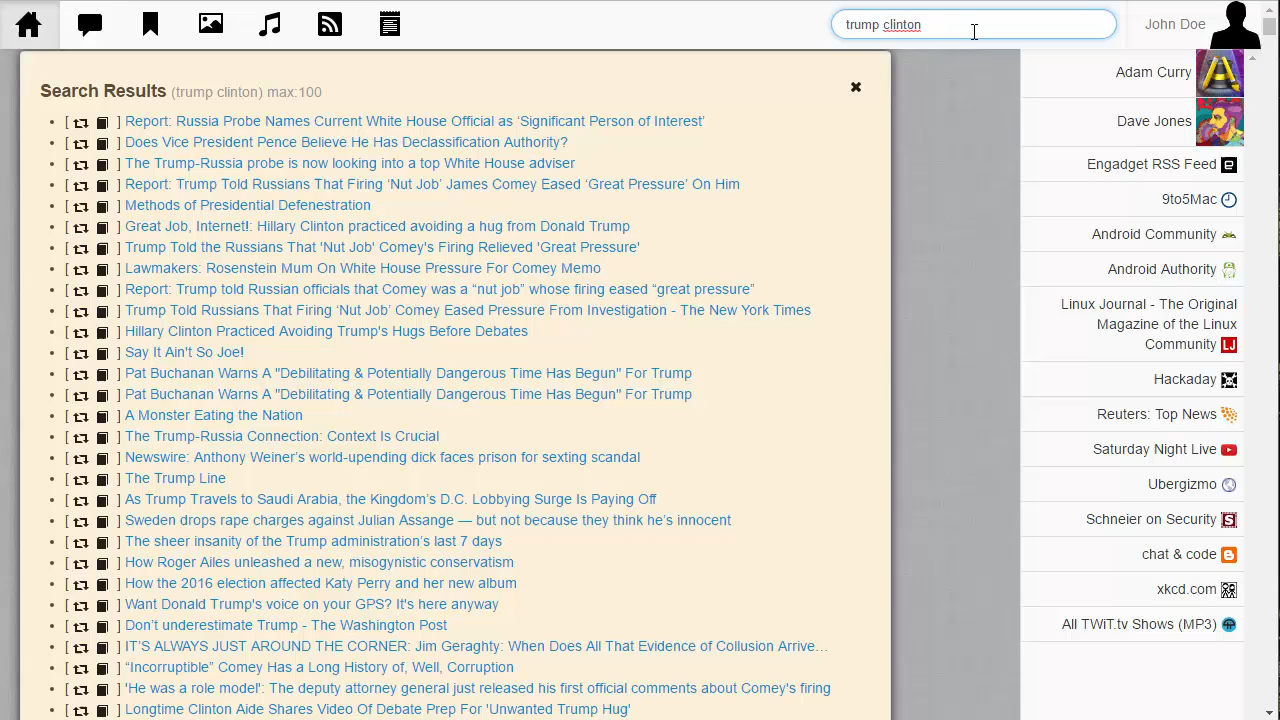 trump clinton
John Doe
Search Results (trump clinton) max:100
[ ] Report: Russia Probe Names Current White House Official as ‘Significant Person of Interest’
[ ] Does Vice President Pence Believe He Has Declassification Authority?
[ ] The Trump-Russia probe is now looking into a top White House adviser
[ ] Report: Trump Told Russians That Firing ‘Nut Job’ James Comey Eased ‘Great Pressure’ On Him
[ ] Methods of Presidential Defenestration
[ ] Great Job, Internet!: Hillary Clinton practiced avoiding a hug from Donald Trump
[ ] Trump Told the Russians That 'Nut Job' Comey's Firing Relieved 'Great Pressure'
[ ] Lawmakers: Rosenstein Mum On White House Pressure For Comey Memo
[ ] Report: Trump told Russian officials that Comey was a “nut job” whose firing eased “great pressure”
[ ] Trump Told Russians That Firing ‘Nut Job’ Comey Eased Pressure From Investigation - The New York Times
[ ] Hillary Clinton Practiced Avoiding Trump's Hugs Before Debates
[ ] Say It Ain't So Joe!
[ ] Pat Buchanan Warns A "Debilitating & Potentially Dangerous Time Has Begun" For Trump
[ ] Pat Buchanan Warns A "Debilitating & Potentially Dangerous Time Has Begun" For Trump
[ ] A Monster Eating the Nation
[ ] The Trump-Russia Connection: Context Is Crucial
[ ] Newswire: Anthony Weiner’s world-upending dick faces prison for sexting scandal
[ ] The Trump Line
[ ] As Trump Travels to Saudi Arabia, the Kingdom’s D.C. Lobbying Surge Is Paying Off
[ ] Sweden drops rape charges against Julian Assange — but not because they think he’s innocent
[ ] The sheer insanity of the Trump administration’s last 7 days
[ ] How Roger Ailes unleashed a new, misogynistic conservatism
[ ] How the 2016 election affected Katy Perry and her new album
[ ] Want Donald Trump's voice on your GPS? It's here anyway
[ ] Don’t underestimate Trump - The Washington Post
[ ] IT’S ALWAYS JUST AROUND THE CORNER: Jim Geraghty: When Does All That Evidence of Collusion Arrive…
[ ] “Incorruptible” Comey Has a Long History of, Well, Corruption
[ ] 'He was a role model': The deputy attorney general just released his first official comments about Comey's firing
[ ] Longtime Clinton Aide Shares Video Of Debate Prep For 'Unwanted Trump Hug'
Adam Curry
Dave Jones
Engadget RSS Feed
9to5Mac
Android Community
Android Authority
Linux Journal - The Original
Magazine of the Linux
Community LJ
Hackaday
Reuters: Top News
Saturday Night Live
Ubergizmo
Schneier on Security
chat & code
xkcd.com
All TWiT.tv Shows (MP3)